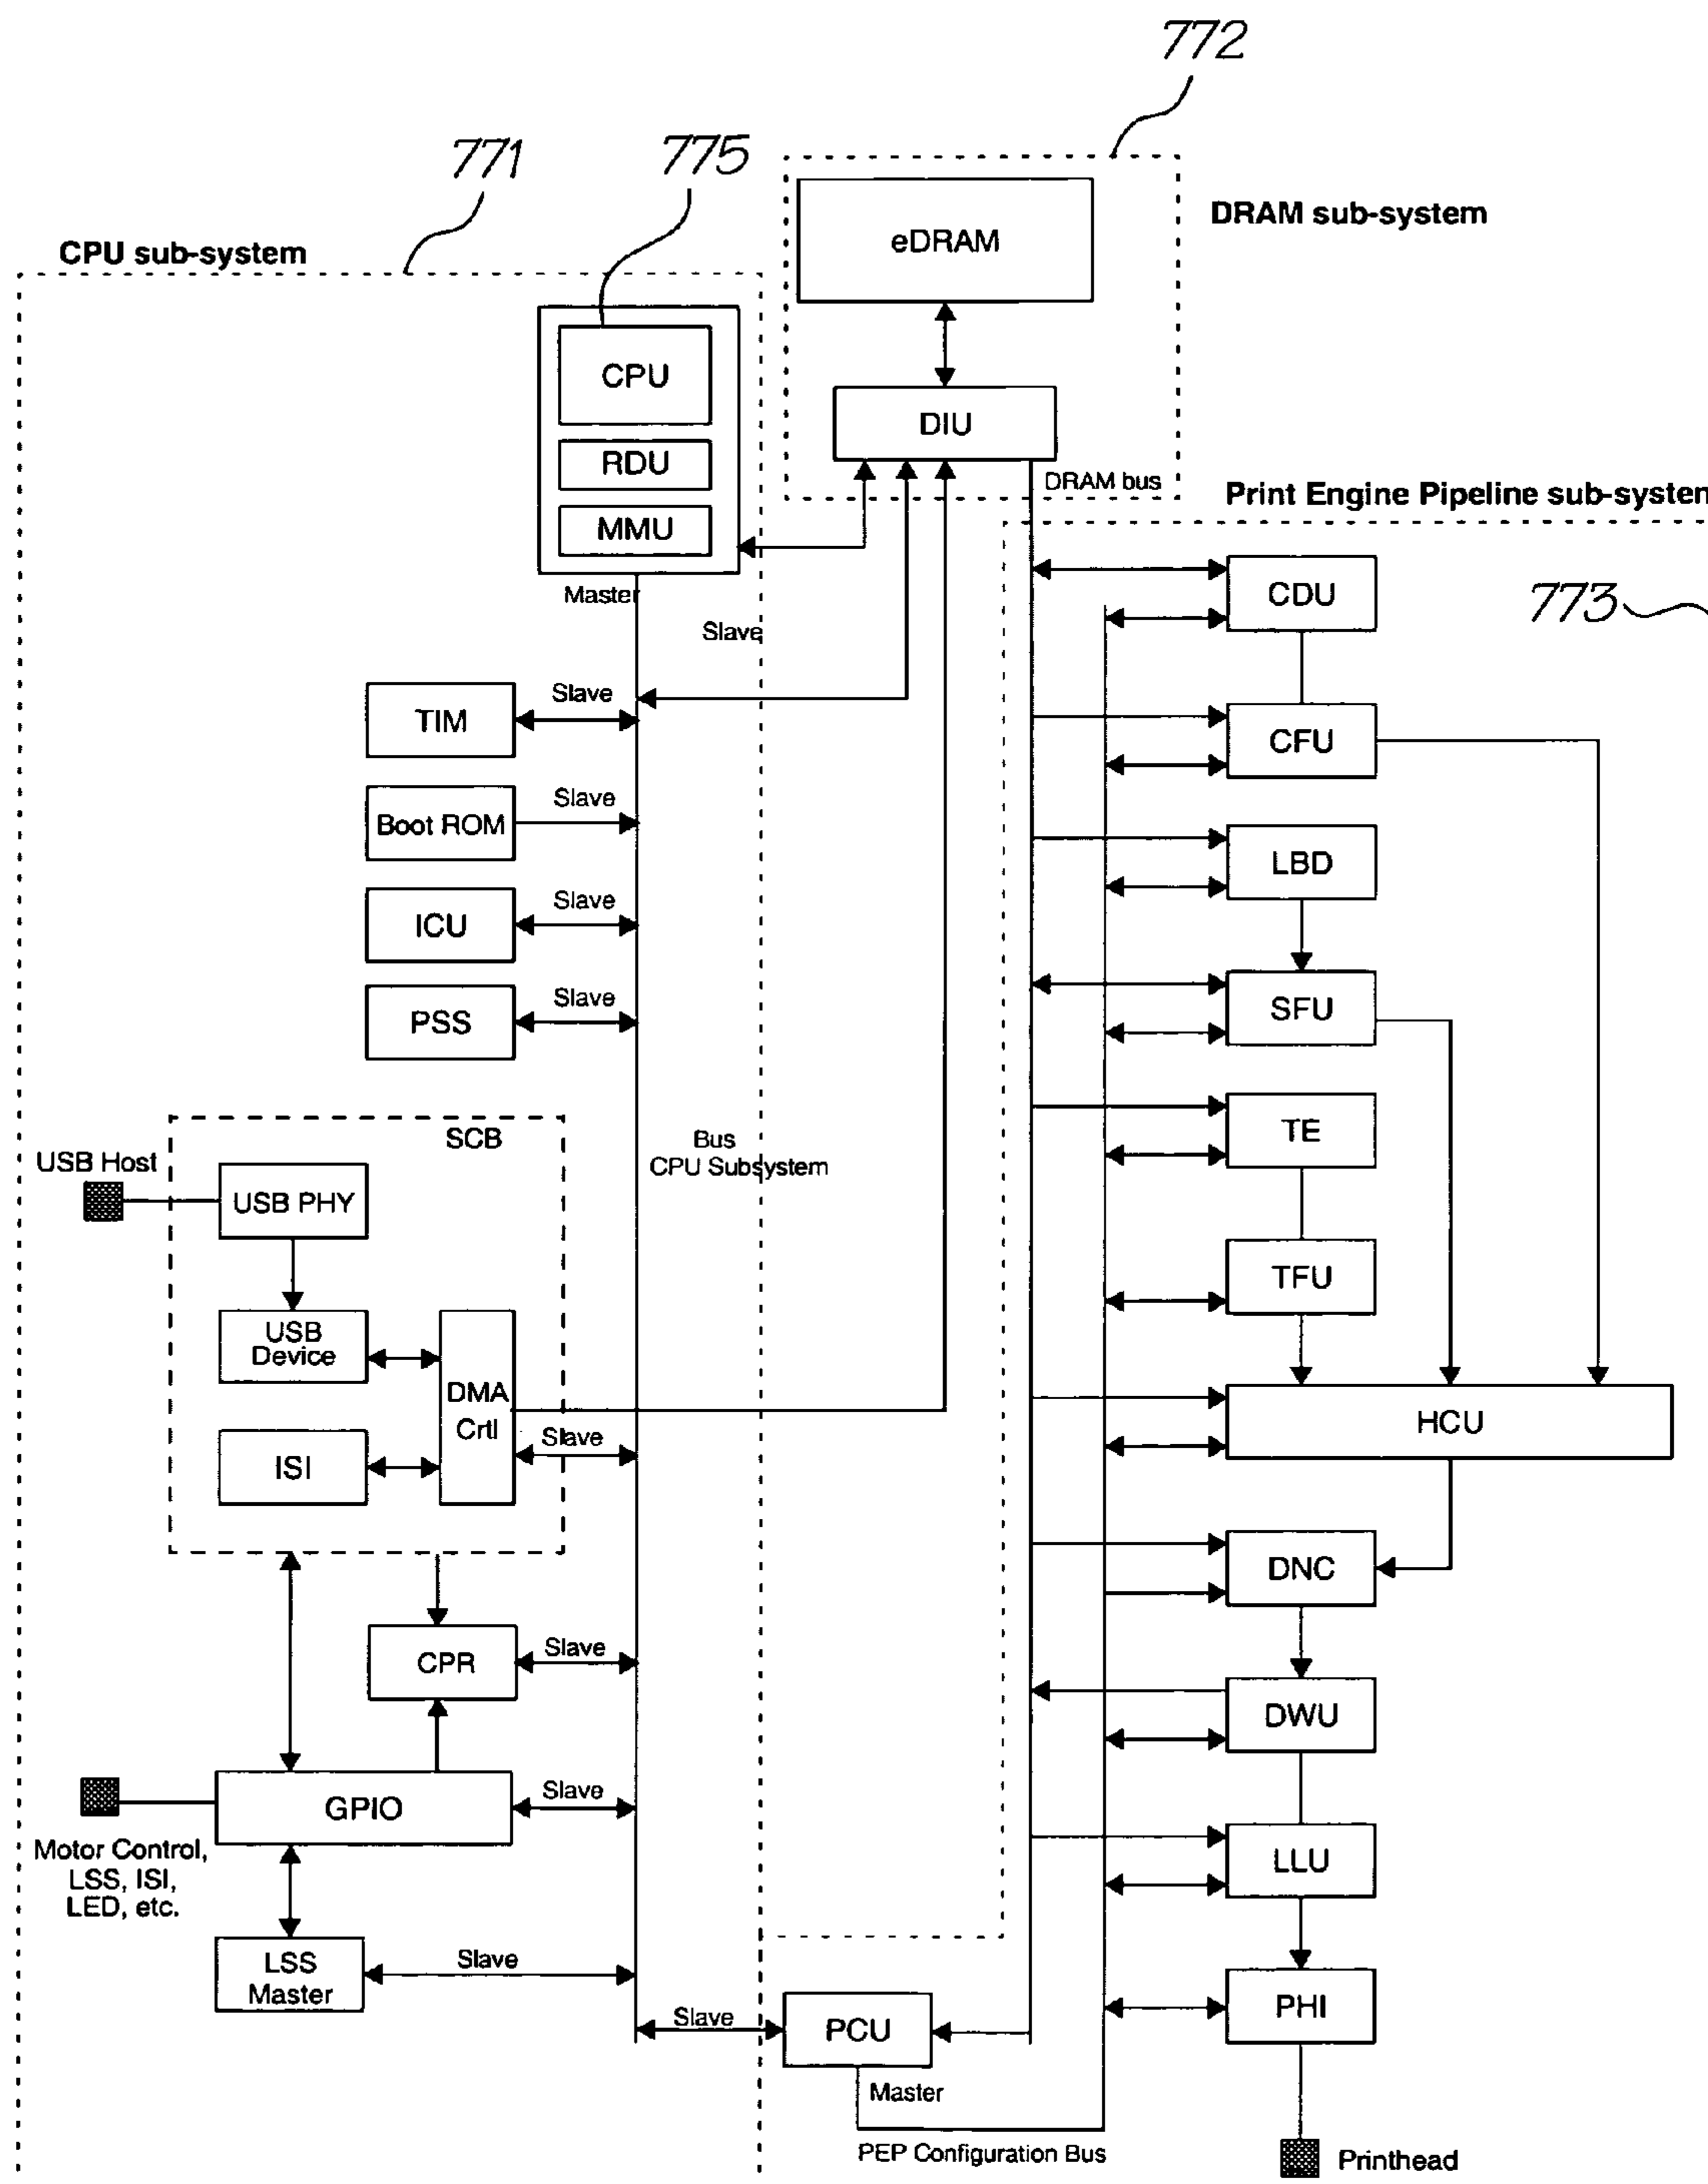 772
771
775
DRAM sub-system
CPU sub-system
eDRAM
CPU
DIU
RDU
DRAM bus
Print Engine Pipeline sub-system
MMU
Master
CDU
773
Slave
TIM
Slave
CFU
Boot ROM
Slave
LBD
ICU
Slave
PSS
Slave
SFU
SCB
Bus
CPU Subsystem
TE
USB Host
USB PHY
TFU
USB
Device
DMA
Crtl
Slave
HCU
ISI
DNC
CPR
Slave
DWU
GPIO
Slave
Motor Control,
LSS, ISI,
LED, etc.
LLU
LSS
Master
Slave
PHI
Slave
PCU
Master
PEP Configuration Bus
Printhead